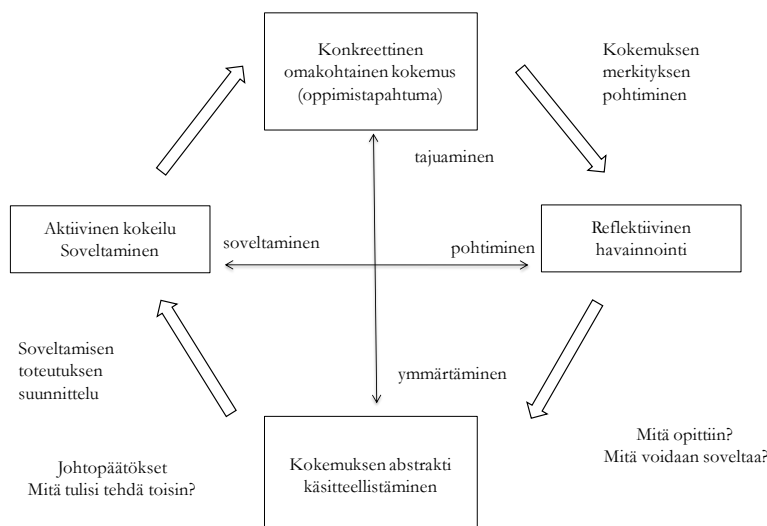 Konkreettinen
omakohtainen kokemus
(oppimistapahtuma)
Kokemuksen
merkityksen
pohtiminen
tajuaminen
Aktiivinen kokeilu
Soveltaminen
soveltaminen
pohtiminen
Reflektiivinen
havainnointi
Soveltamisen
toteutuksen
suunnittelu
ymmärtäminen
Mitä opittiin?
Mitä voidaan soveltaa?
Johtopäätökset
Mitä tulisi tehdä toisin?
Kokemuksen abstrakti
käsitteellistäminen